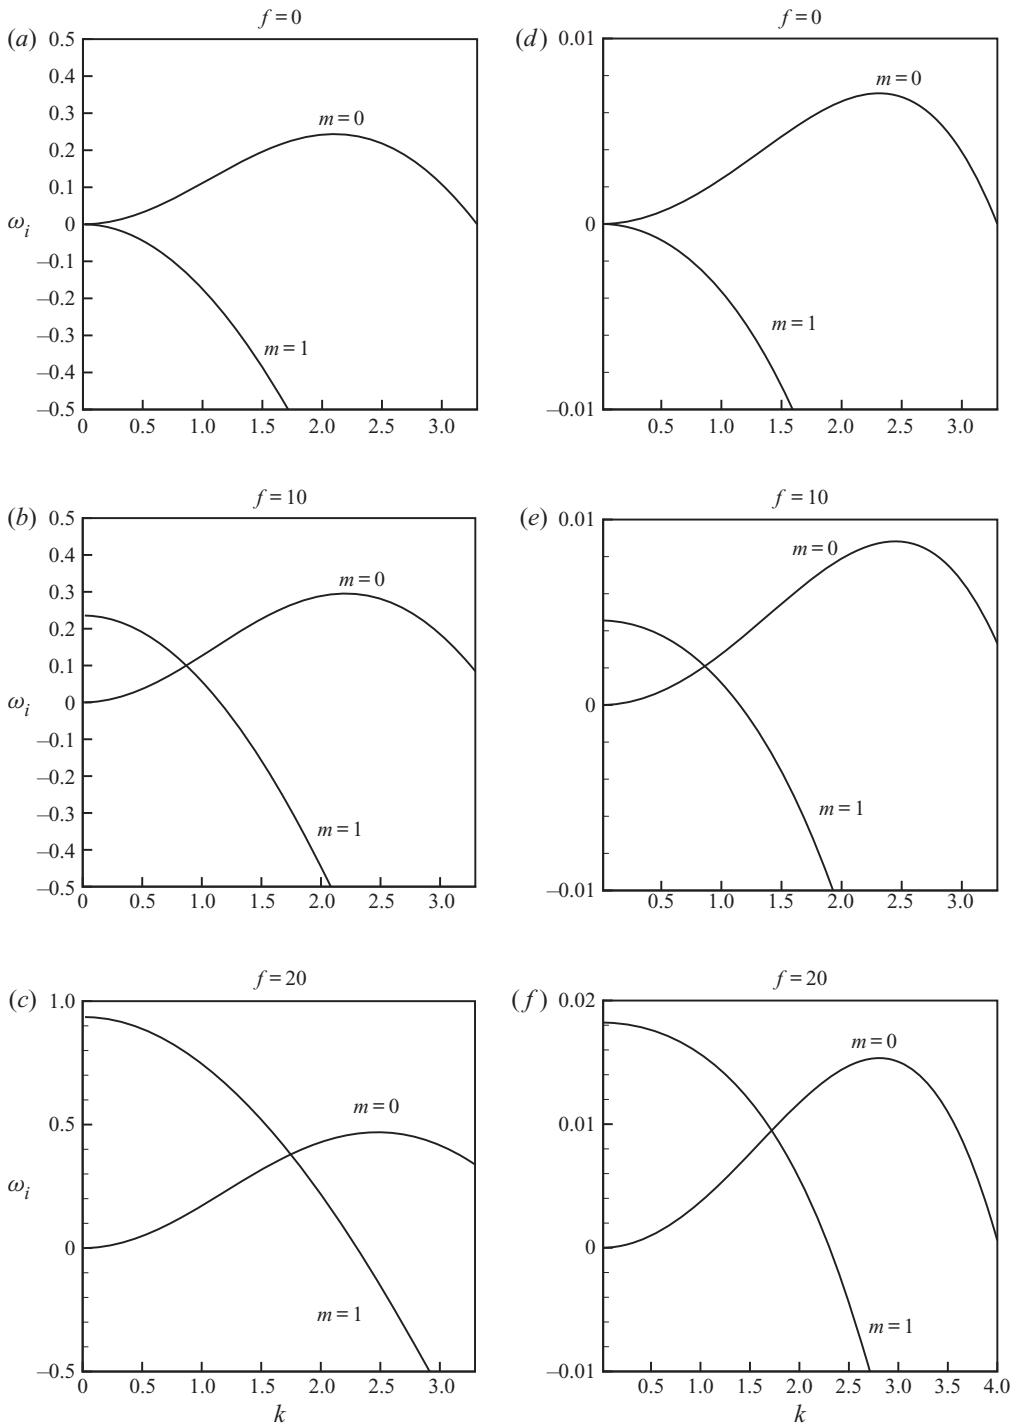 f = 0
(a)
0.5
0.4
0.3
0.2
0.1
0
–0.1
–0.2
–0.3
–0.4
–0.5
ωi
m = 0
m = 1
0 0.5 1.0 1.5 2.0 2.5 3.0
f = 0
(d)
0.01
0
–0.01
m = 0
m = 1
0.5 1.0 1.5 2.0 2.5 3.0
f = 10
(b)
0.5
0.4
0.3
0.2
0.1
0
–0.1
–0.2
–0.3
–0.4
–0.5
ωi
m = 0
m = 1
0 0.5 1.0 1.5 2.0 2.5 3.0
f = 10
(e)
0.01
0
–0.01
m = 0
m = 1
0.5 1.0 1.5 2.0 2.5 3.0
f = 20
(c)
1.0
0.5
0
–0.5
ωi
m = 0
m = 1
0 0.5 1.0 1.5 2.0 2.5 3.0
k
f = 20
(f)
0.02
0.01
0
–0.01
m = 0
m = 1
0.5 1.0 1.5 2.0 2.5 3.0 3.5 4.0
k